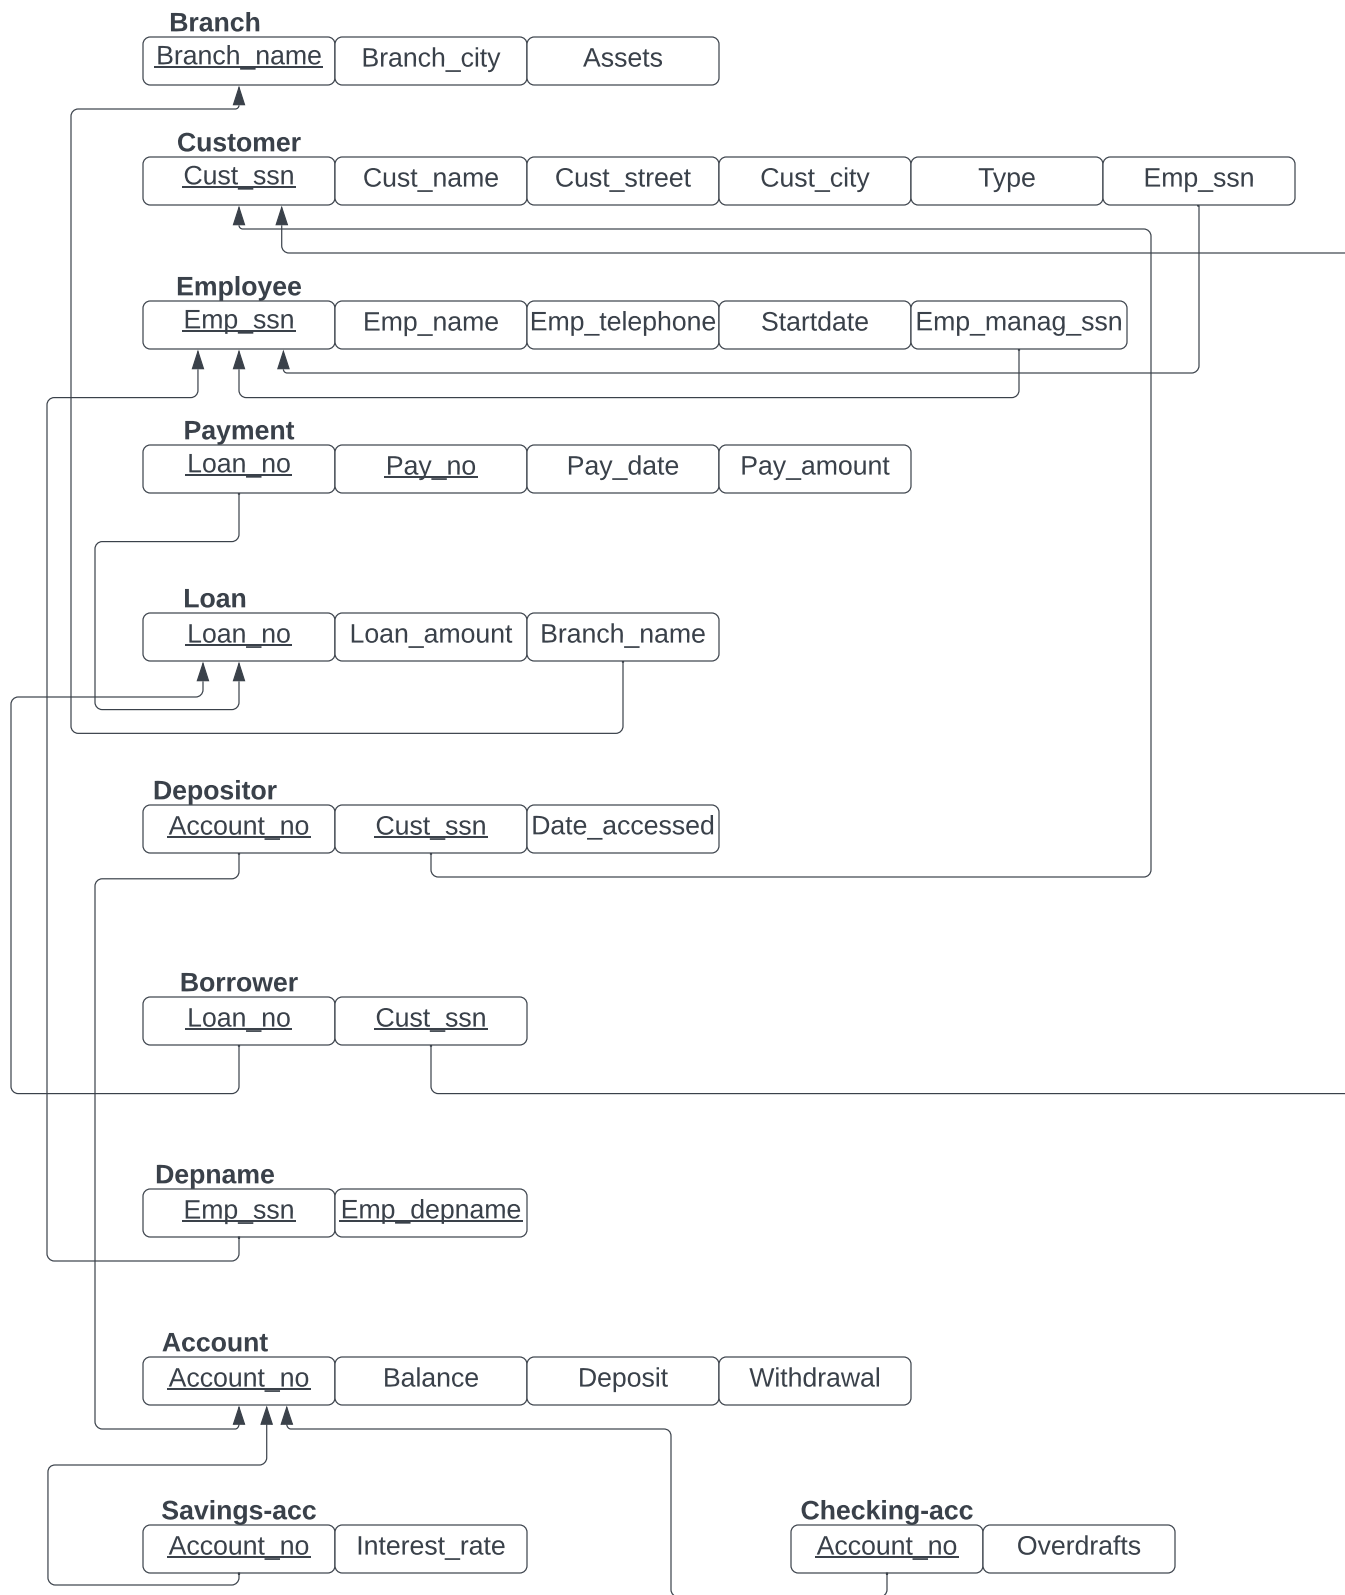 Branch
Branch_name Branch_city Assets
Customer
Cust_ssn Cust_name Cust_street Cust_city Type Emp_ssn
Employee
Emp_ssn Emp_name Emp_telephone Startdate Emp_manag_ssn
Payment
Loan_no Pay_no Pay_date Pay_amount
Loan
Loan_no Loan_amount Branch_name
Depositor
Account_no Cust_ssn Date_accessed
Borrower
Loan_no Cust_ssn
Depname
Emp_ssn Emp_depname
Account
Account_no Balance Deposit Withdrawal
Savings-acc Checking-acc
Account_no Interest_rate Account_no Overdrafts